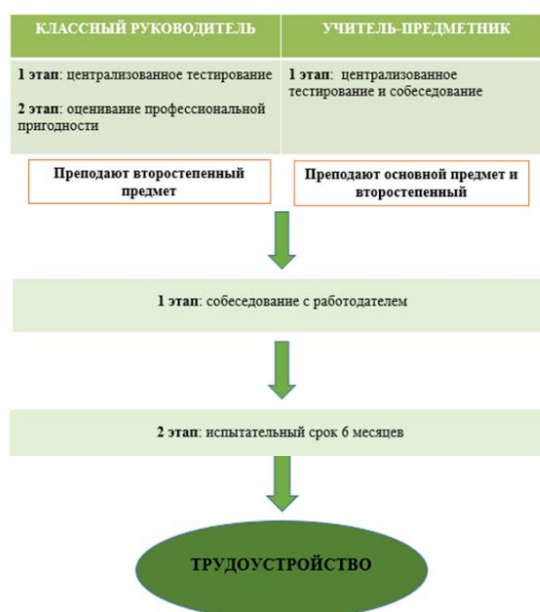 КЛАССНЫЙ РУКОВОДИТЕЛЬ
УЧИТЕЛЬ-ПРЕДМЕТНИК
1 этап: централизованное тестирование
2 этап: оценивание профессиональной
пригодности
1 этап: централизованное
тестирование и собеседование
Преподают второстепенный
предмет
Преподают основной предмет и
второстепенный
1 этап: собеседование с работодателем
2 этап: испытательный срок 6 месяцев
ТРУДОУСТРОЙСТВО